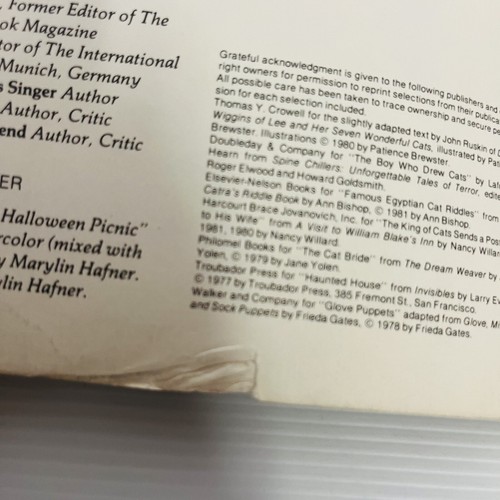 Former Editor of The
ok Magazine
tor of The International
Munich, Germany
s Singer Author
Author, Critic
end Author, Critic
ER
Halloween Picnic"
rcolor (mixed with
y Marylin Hafner.
ylin Hafner.
Grateful acknowledgment is given to the following publishers and
right owners for permission to reprint selections from their publica
All possible care has been taken to trace ownership and secure pe
sion for each selection included.
Thomas Y. Crowell for the slightly adapted text by John Ruskin of D
Wiggins of Lee and Her Seven Wonderful Cats, illustrated by Pati
Brewster. Illustrations © 1980 by Patience Brewster.
Doubleday & Company for "The Boy Who Drew Cats" by Laf
Hearn from Spine Chillers: Unforgettable Tales of Terror, edite
Roger Elwood and Howard Goldsmith.
Elsevier-Nelson Books for "Famous Egyptian Cat Riddles" from
Catra's Riddle Book by Ann Bishop, © 1981 by Ann Bishop.
Harcourt Brace Jovanovich, Inc. for "The King of Cats Sends a Post
to His Wife" from A Visit to William Blake's Inn by Nancy Willar
1981, 1980 by Nancy Willard.
Philomel Books for "The Cat Bride" from The Dream Weaver by
Yolen, © 1979 by Jane Yolen.
Troubador Press for "Haunted House" from Invisibles by Larry Ev
© 1977 by Troubador Press, 385 Fremont St., San Francisco.
Walker and Company for "Glove Puppets" adapted from Glove, Mi
and Sock Puppets by Frieda Gates, © 1978 by Frieda Gates.